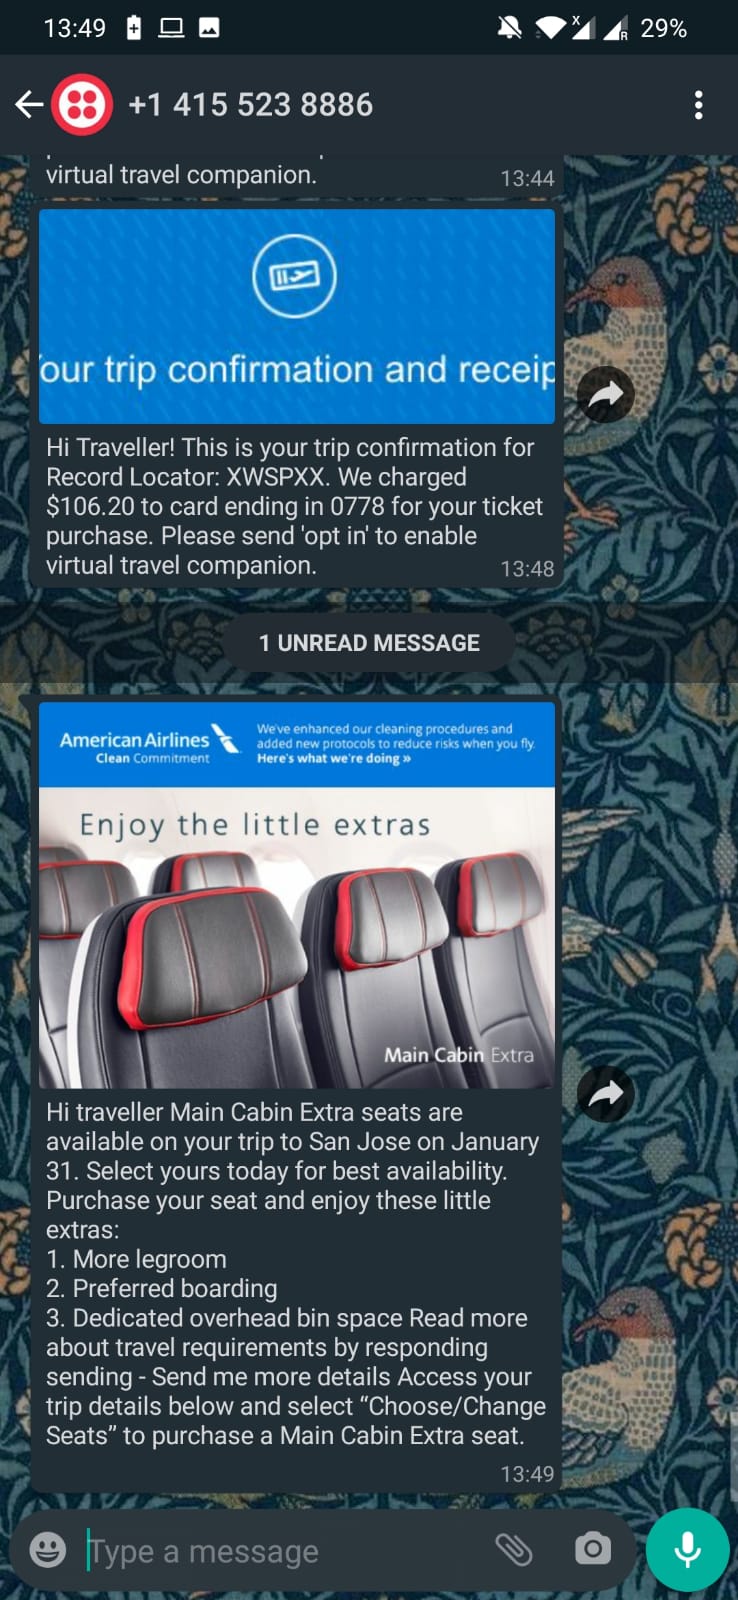 13:49
29%
+1 415 523 8886
virtual travel companion.
13:44
our trip confirmation and receip
Hi Traveller! This is your trip confirmation for
Record Locator: XWSPXX. We charged
$106.20 to card ending in 0778 for your ticket
purchase. Please send 'opt in' to enable
virtual travel companion.
13:48
1 UNREAD MESSAGE
American Airlines
Clean Commitment
We've enhanced our cleaning procedures and
added new protocols to reduce risks when you fly.
Here's what we're doing »
Enjoy the little extras
Main Cabin Extra
Hi traveller Main Cabin Extra seats are
available on your trip to San Jose on January
31. Select yours today for best availability.
Purchase your seat and enjoy these little
extras:
1. More legroom
2. Preferred boarding
3. Dedicated overhead bin space Read more
about travel requirements by responding
sending - Send me more details Access your
trip details below and select “Choose/Change
Seats” to purchase a Main Cabin Extra seat.
13:49
Type a message